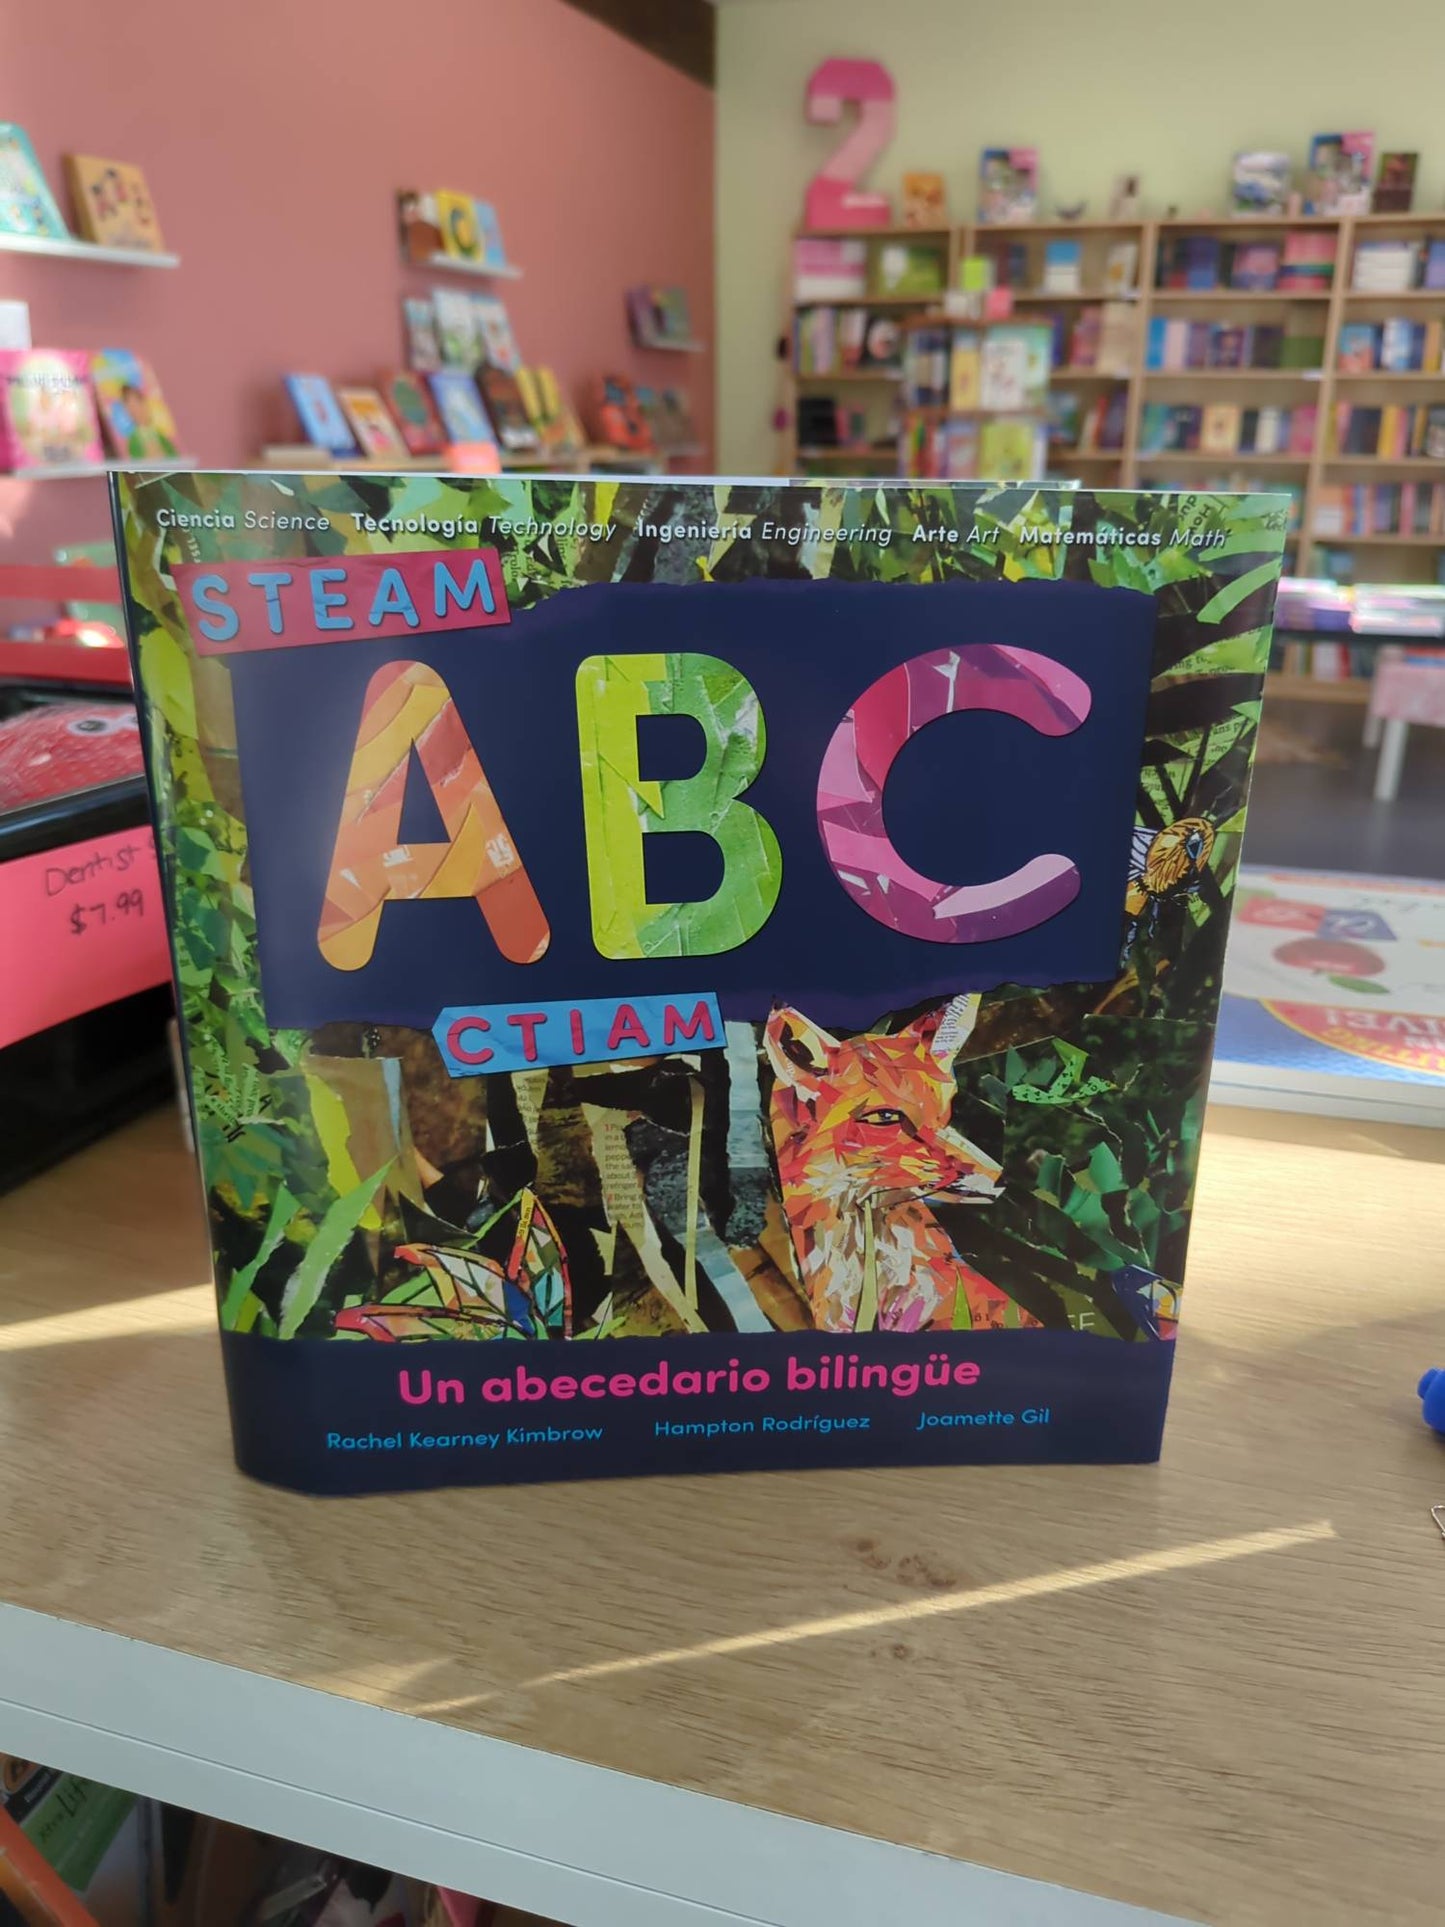 2
Ciencia Science Tecnología Technology Ingeniería Engineering Arte Art Matemáticas Math
STEAM
ABC
CTIAM
Un abecedario bilingüe
Rachel Kearney Kimbrow Hampton Rodríguez Joamette Gil
Dentist
$7.99